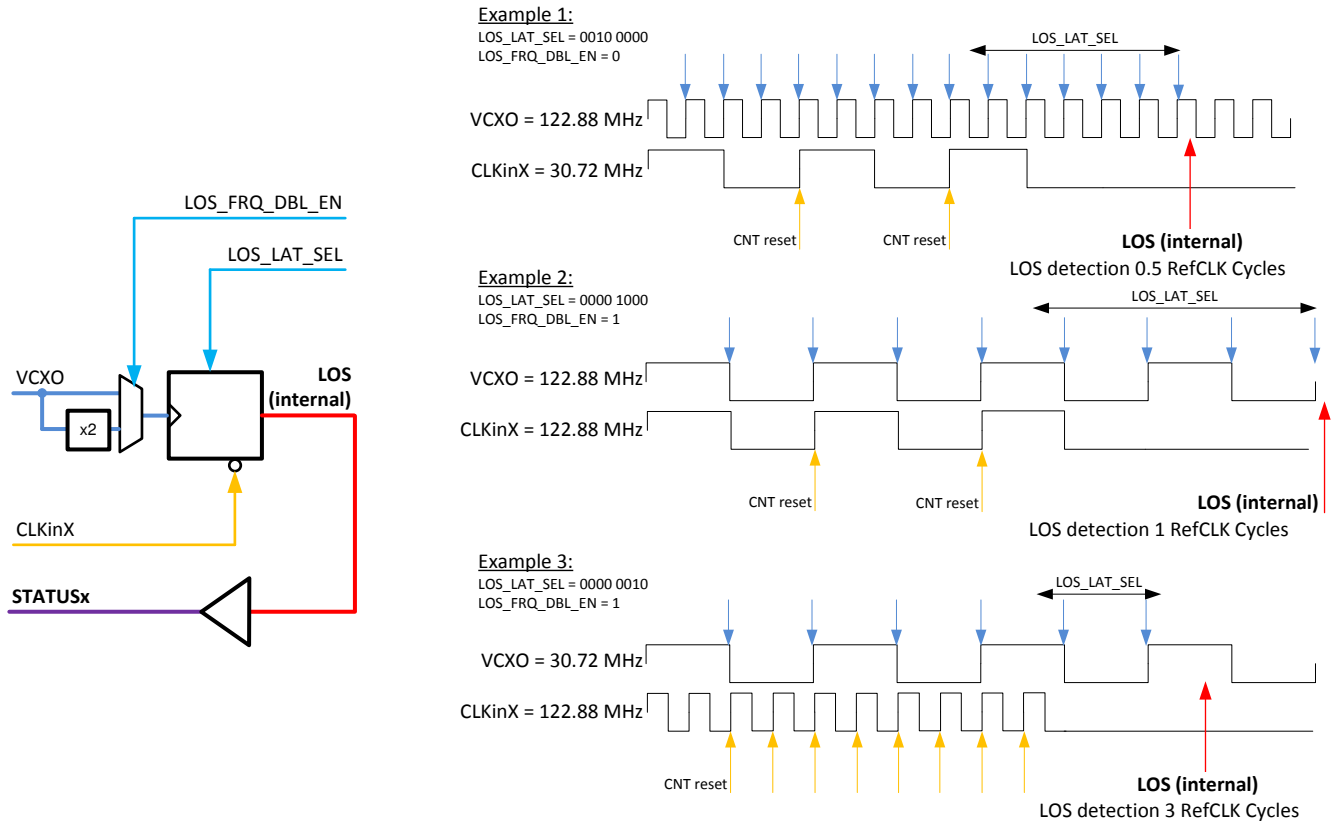 LOS_FRQ_DBL_EN
LOS_LAT_SEL
VCXO
x2
LOS
(internal)
CLKinX
STATUSx
Example 1:
LOS_LAT_SEL = 0010 0000
LOS_FRQ_DBL_EN = 0
LOS_LAT_SEL
VCXO = 122.88 MHz
CLKinX = 30.72 MHz
CNT reset
CNT reset
LOS (internal)
LOS detection 0.5 RefCLK Cycles
Example 2:
LOS_LAT_SEL = 0000 1000
LOS_FRQ_DBL_EN = 1
LOS_LAT_SEL
VCXO = 122.88 MHz
CLKinX = 122.88 MHz
CNT reset
CNT reset
LOS (internal)
LOS detection 1 RefCLK Cycles
Example 3:
LOS_LAT_SEL = 0000 0010
LOS_FRQ_DBL_EN = 1
LOS_LAT_SEL
VCXO = 30.72 MHz
CLKinX = 122.88 MHz
CNT reset
LOS (internal)
LOS detection 3 RefCLK Cycles